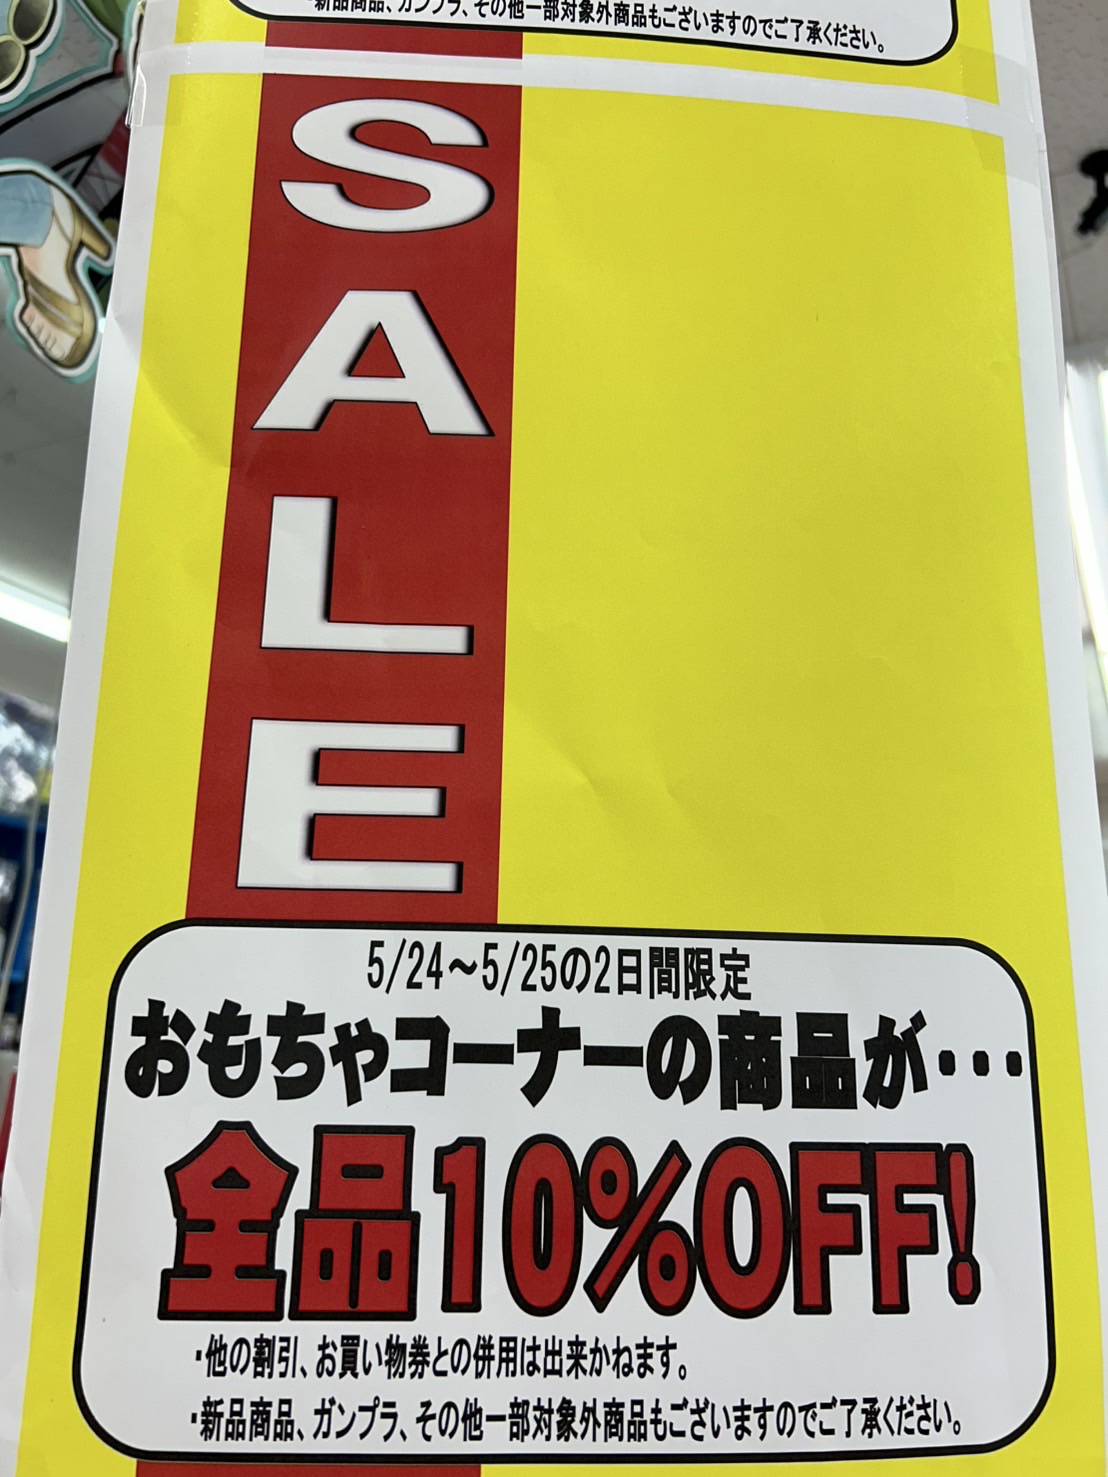 ・新品商品、ガンプラ、その他一部対象外商品もございますのでご了承ください。
SALE
5/24～5/25の2日間限定
おもちゃコーナーの商品が・・・
全品10%OFF!
・他の割引、お買い物券との併用は出来かねます。
・新品商品、ガンプラ、その他一部対象外商品もございますのでご了承ください。